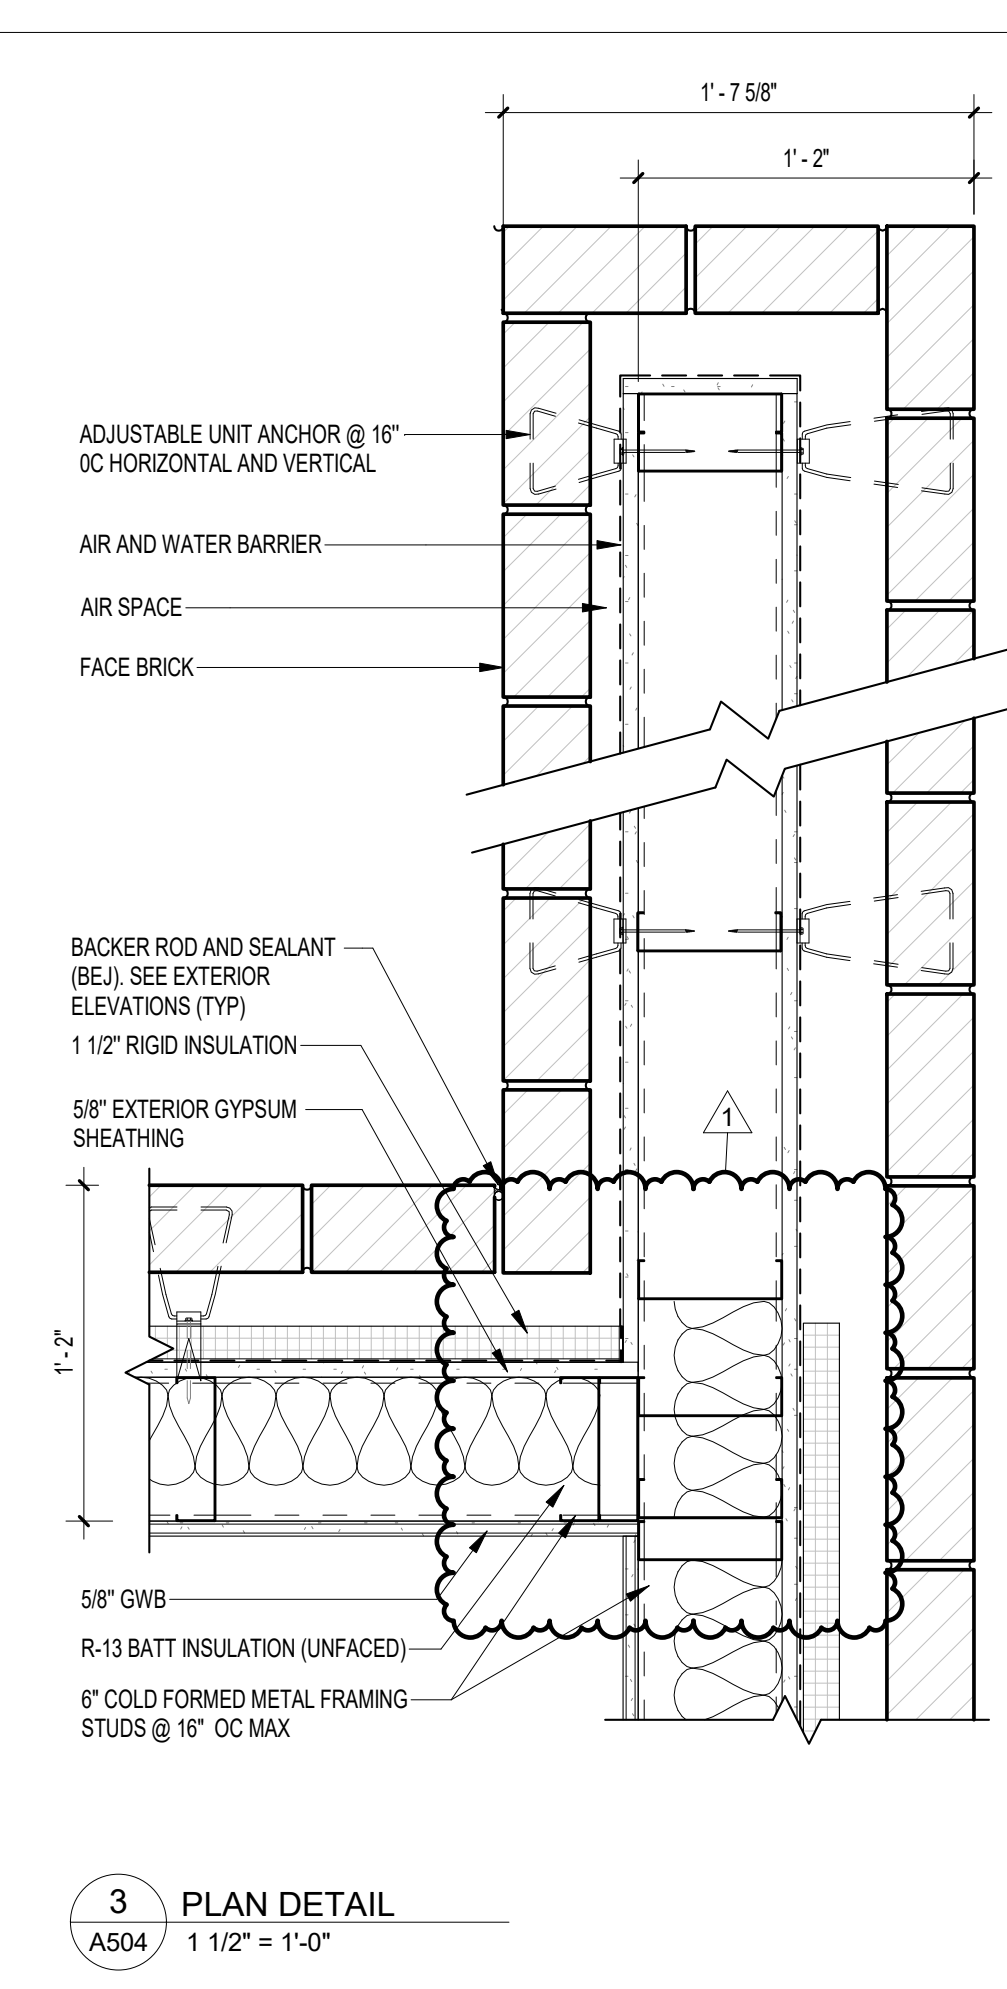 1' - 7 5/8"
1' - 2"
ADJUSTABLE UNIT ANCHOR @ 16"
0C HORIZONTAL AND VERTICAL
AIR AND WATER BARRIER
AIR SPACE
FACE BRICK
BACKER ROD AND SEALANT
(BEJ). SEE EXTERIOR
ELEVATIONS (TYP)
1 1/2" RIGID INSULATION
5/8" EXTERIOR GYPSUM
SHEATHING
1
1' - 2"
5/8" GWB
R-13 BATT INSULATION (UNFACED)
6" COLD FORMED METAL FRAMING
STUDS @ 16" OC MAX
3
PLAN DETAIL
A504
1 1/2" = 1'-0"